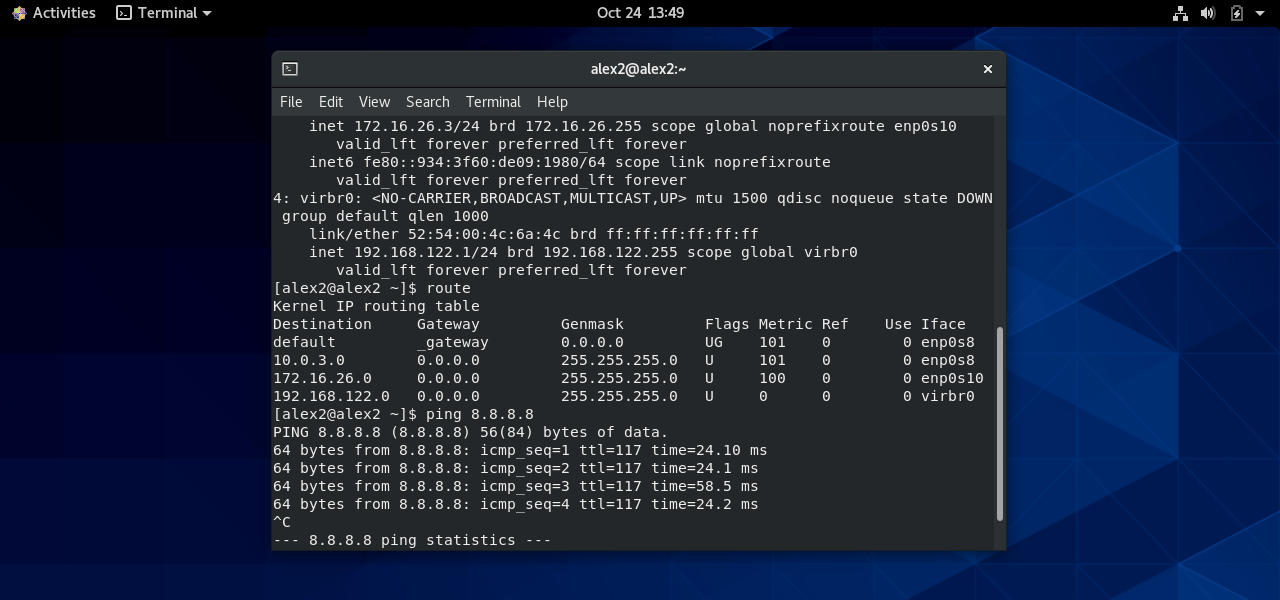 Activities Terminal Oct 24 13:49
alex2@alex2:~
File Edit View Search Terminal Help
    inet 172.16.26.3/24 brd 172.16.26.255 scope global noprefixroute enp0s10
       valid_lft forever preferred_lft forever
    inet6 fe80::934:3f60:de09:1980/64 scope link noprefixroute
       valid_lft forever preferred_lft forever
4: virbr0: <NO-CARRIER,BROADCAST,MULTICAST,UP> mtu 1500 qdisc noqueue state DOWN
 group default qlen 1000
    link/ether 52:54:00:4c:6a:4c brd ff:ff:ff:ff:ff:ff
    inet 192.168.122.1/24 brd 192.168.122.255 scope global virbr0
       valid_lft forever preferred_lft forever
[alex2@alex2 ~]$ route
Kernel IP routing table
Destination     Gateway         Genmask         Flags Metric Ref    Use Iface
default         _gateway        0.0.0.0         UG    101    0        0 enp0s8
10.0.3.0        0.0.0.0         255.255.255.0   U     101    0        0 enp0s8
172.16.26.0     0.0.0.0         255.255.255.0   U     100    0        0 enp0s10
192.168.122.0   0.0.0.0         255.255.255.0   U     0      0        0 virbr0
[alex2@alex2 ~]$ ping 8.8.8.8
PING 8.8.8.8 (8.8.8.8) 56(84) bytes of data.
64 bytes from 8.8.8.8: icmp_seq=1 ttl=117 time=24.10 ms
64 bytes from 8.8.8.8: icmp_seq=2 ttl=117 time=24.1 ms
64 bytes from 8.8.8.8: icmp_seq=3 ttl=117 time=58.5 ms
64 bytes from 8.8.8.8: icmp_seq=4 ttl=117 time=24.2 ms
^C
--- 8.8.8.8 ping statistics ---